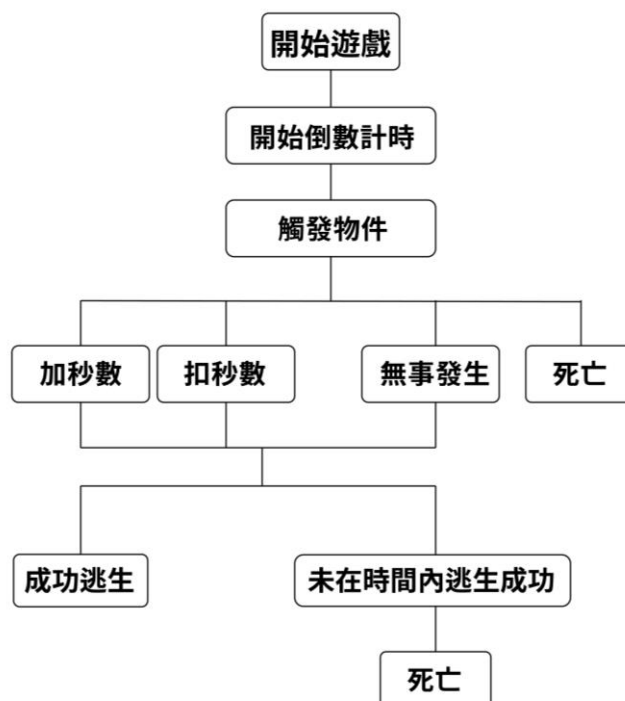 開始遊戲
開始倒數計時
觸發物件
加秒數
扣秒數
無事發生
死亡
成功逃生
未在時間內逃生成功
死亡